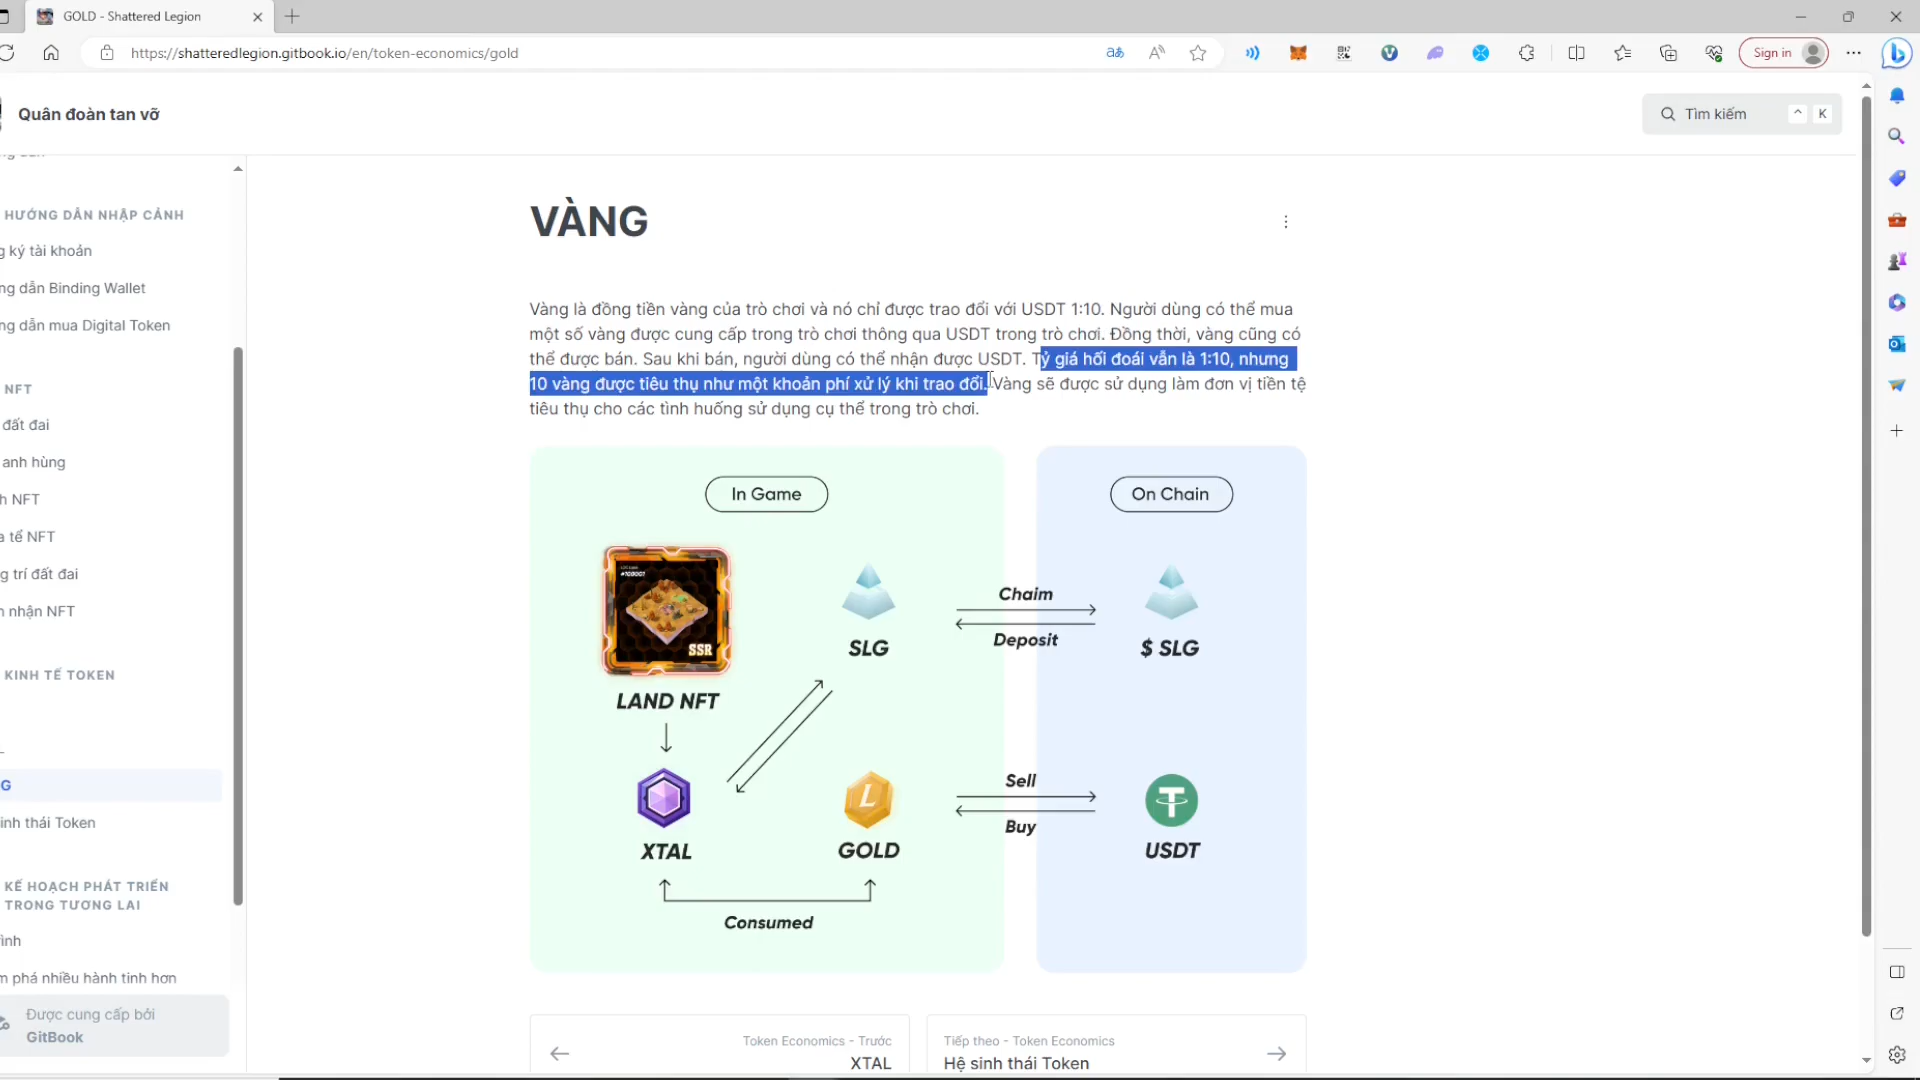 GOLD - Shattered Legion
https://shatteredlegion.gitbook.io/en/token-economics/gold
Sign in
Quân đoàn tan vỡ
Tìm kiếm
^
K
HƯỚNG DẪN NHẬP CẢNH
g ký tài khoản
ng dẫn Binding Wallet
ng dẫn mua Digital Token
NFT
đất đai
anh hùng
h NFT
a tể NFT
g trí đất đai
n nhận NFT
KINH TẾ TOKEN
G
inh thái Token
KẾ HOẠCH PHÁT TRIỂN
TRONG TƯƠNG LAI
ình
m phá nhiều hành tinh hơn
Được cung cấp bởi
GitBook
VÀNG
Vàng là đồng tiền vàng của trò chơi và nó chỉ được trao đổi với USDT 1:10. Người dùng có thể mua
một số vàng được cung cấp trong trò chơi thông qua USDT trong trò chơi. Đồng thời, vàng cũng có
thể được bán. Sau khi bán, người dùng có thể nhận được USDT. Tỷ giá hối đoái vẫn là 1:10, nhưng
10 vàng được tiêu thụ như một khoản phí xử lý khi trao đổi. Vàng sẽ được sử dụng làm đơn vị tiền tệ
tiêu thụ cho các tình huống sử dụng cụ thể trong trò chơi.
In Game
On Chain
#100001
SSR
LAND NFT
SLG
Chaim
Deposit
$ SLG
XTAL
GOLD
Sell
Buy
USDT
Consumed
Token Economics - Trước
XTAL
Tiếp theo - Token Economics
Hệ sinh thái Token